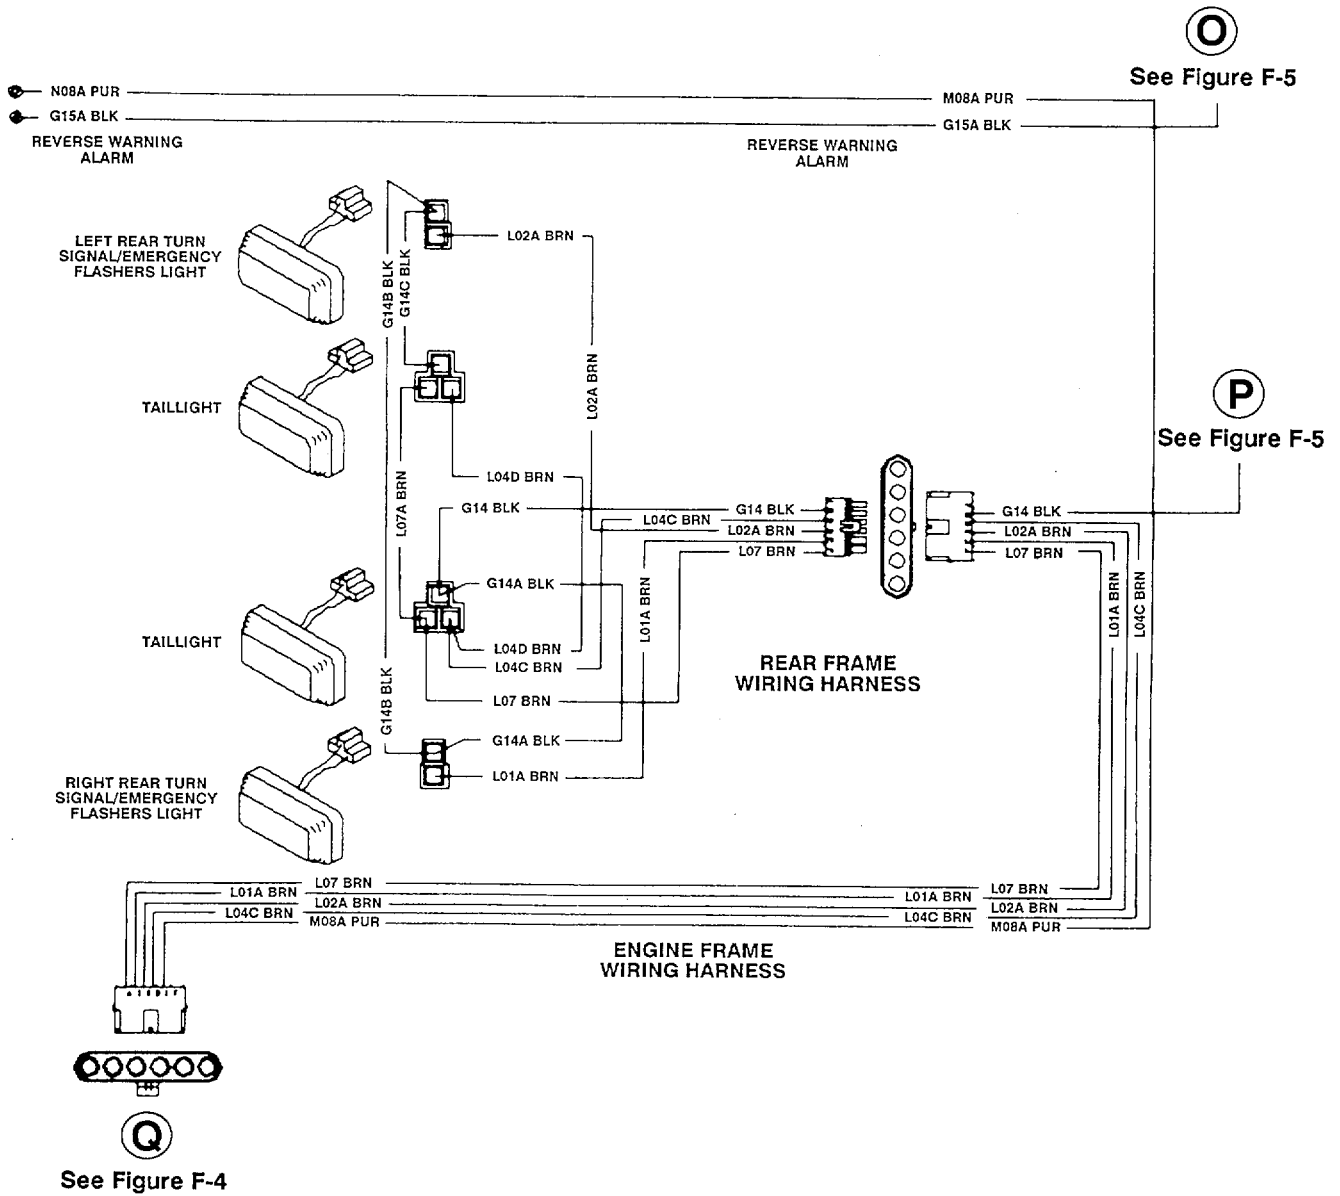 O
See Figure F-5
N08A PUR
M08A PUR
G15A BLK
G15A BLK
REVERSE WARNING
ALARM
REVERSE WARNING
ALARM
LEFT REAR TURN
SIGNAL/EMERGENCY
FLASHERS LIGHT
G14B BLK
G14C BLK
L02A BRN
L02A BRN
TAILLIGHT
P
See Figure F-5
L07A BRN
L04D BRN
G14 BLK
L04C BRN
G14 BLK
L02A BRN
L07 BRN
G14 BLK
L02A BRN
L07 BRN
G14A BLK
L01A BRN
L01A BRN
L04C BRN
TAILLIGHT
L04D BRN
L04C BRN
REAR FRAME
WIRING HARNESS
G14B BLK
L07 BRN
G14A BLK
L01A BRN
RIGHT REAR TURN
SIGNAL/EMERGENCY
FLASHERS LIGHT
L07 BRN
L01A BRN
L02A BRN
L04C BRN
M08A PUR
L07 BRN
L01A BRN
L02A BRN
L04C BRN
M08A PUR
ENGINE FRAME
WIRING HARNESS
Q
See Figure F-4